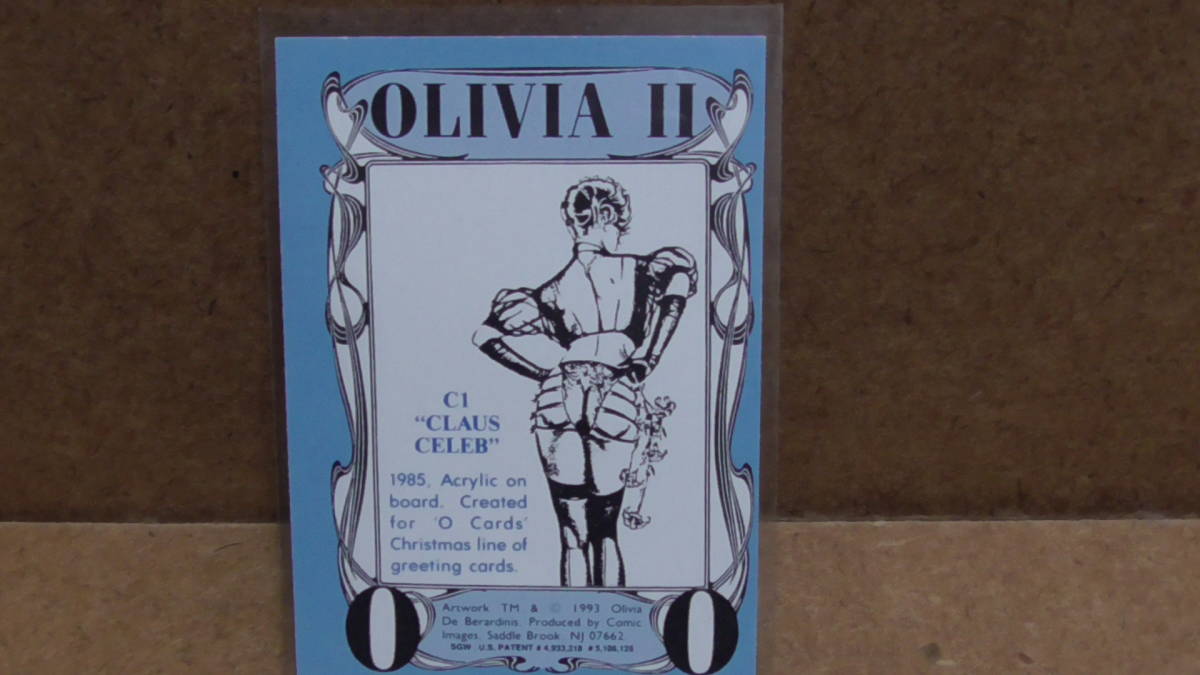 OLIVIA II
C1
“CLAUS
CELEB”
1985, Acrylic on
board. Created
for 'O Cards'
Christmas line of
greeting cards.
Artwork TM & © 1993 Olivia
De Berardinis. Produced by Comic
Images. Saddle Brook, NJ 07662
SGW U.S. PATENT # 4,933,218 # 5,106,126